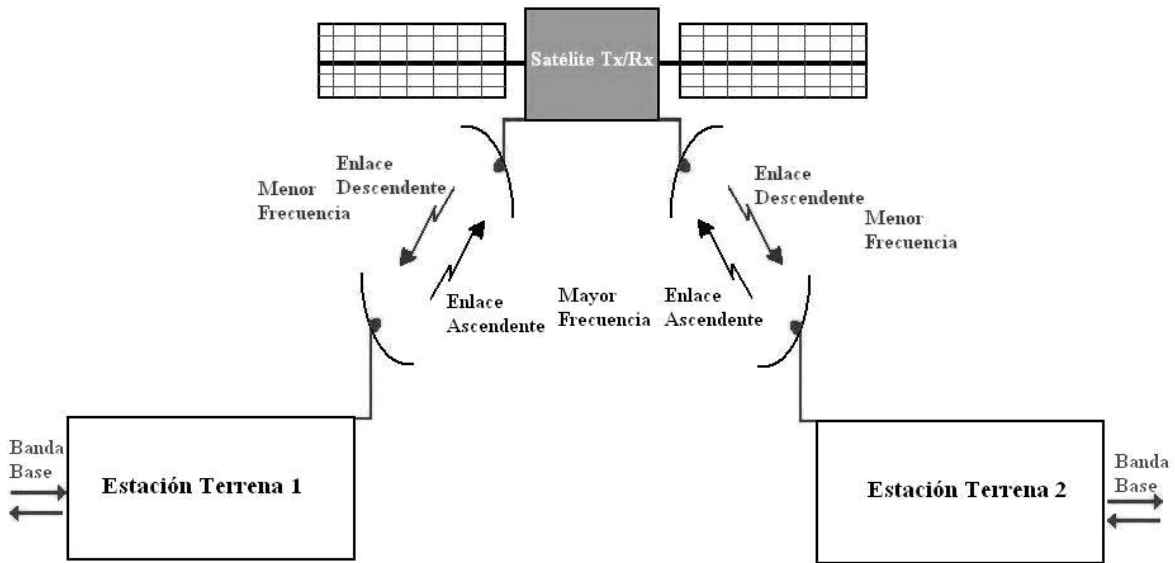 Satélite Tx/Rx
Enlace
Descendente
Menor
Frecuencia
Enlace
Descendente
Menor
Frecuencia
Enlace
Ascendente
Mayor
Frecuencia
Enlace
Ascendente
Banda
Base
Estación Terrena 1
Estación Terrena 2
Banda
Base